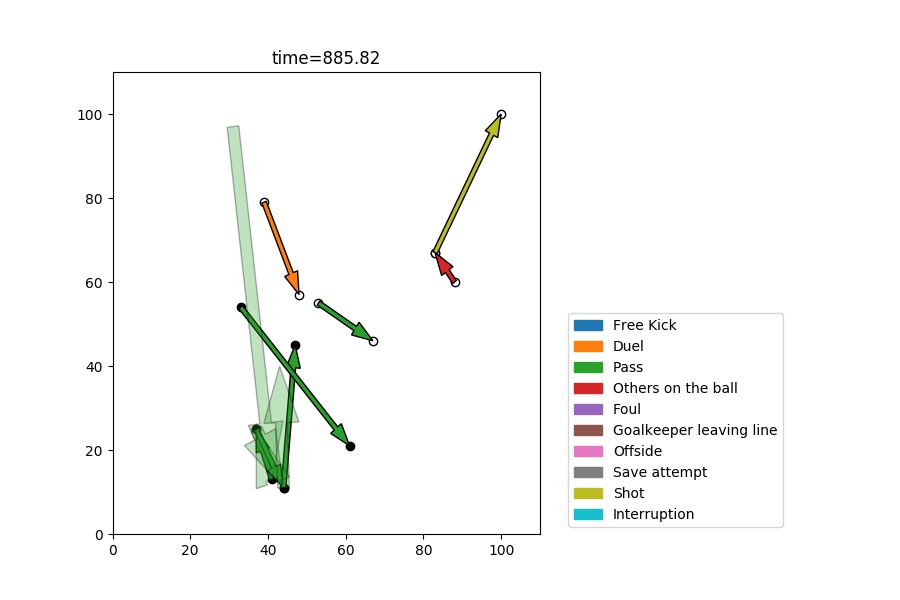 time=885.82
100
80
60
40
20
0
0 20 40 60 80 100
Free Kick
Duel
Pass
Others on the ball
Foul
Goalkeeper leaving line
Offside
Save attempt
Shot
Interruption